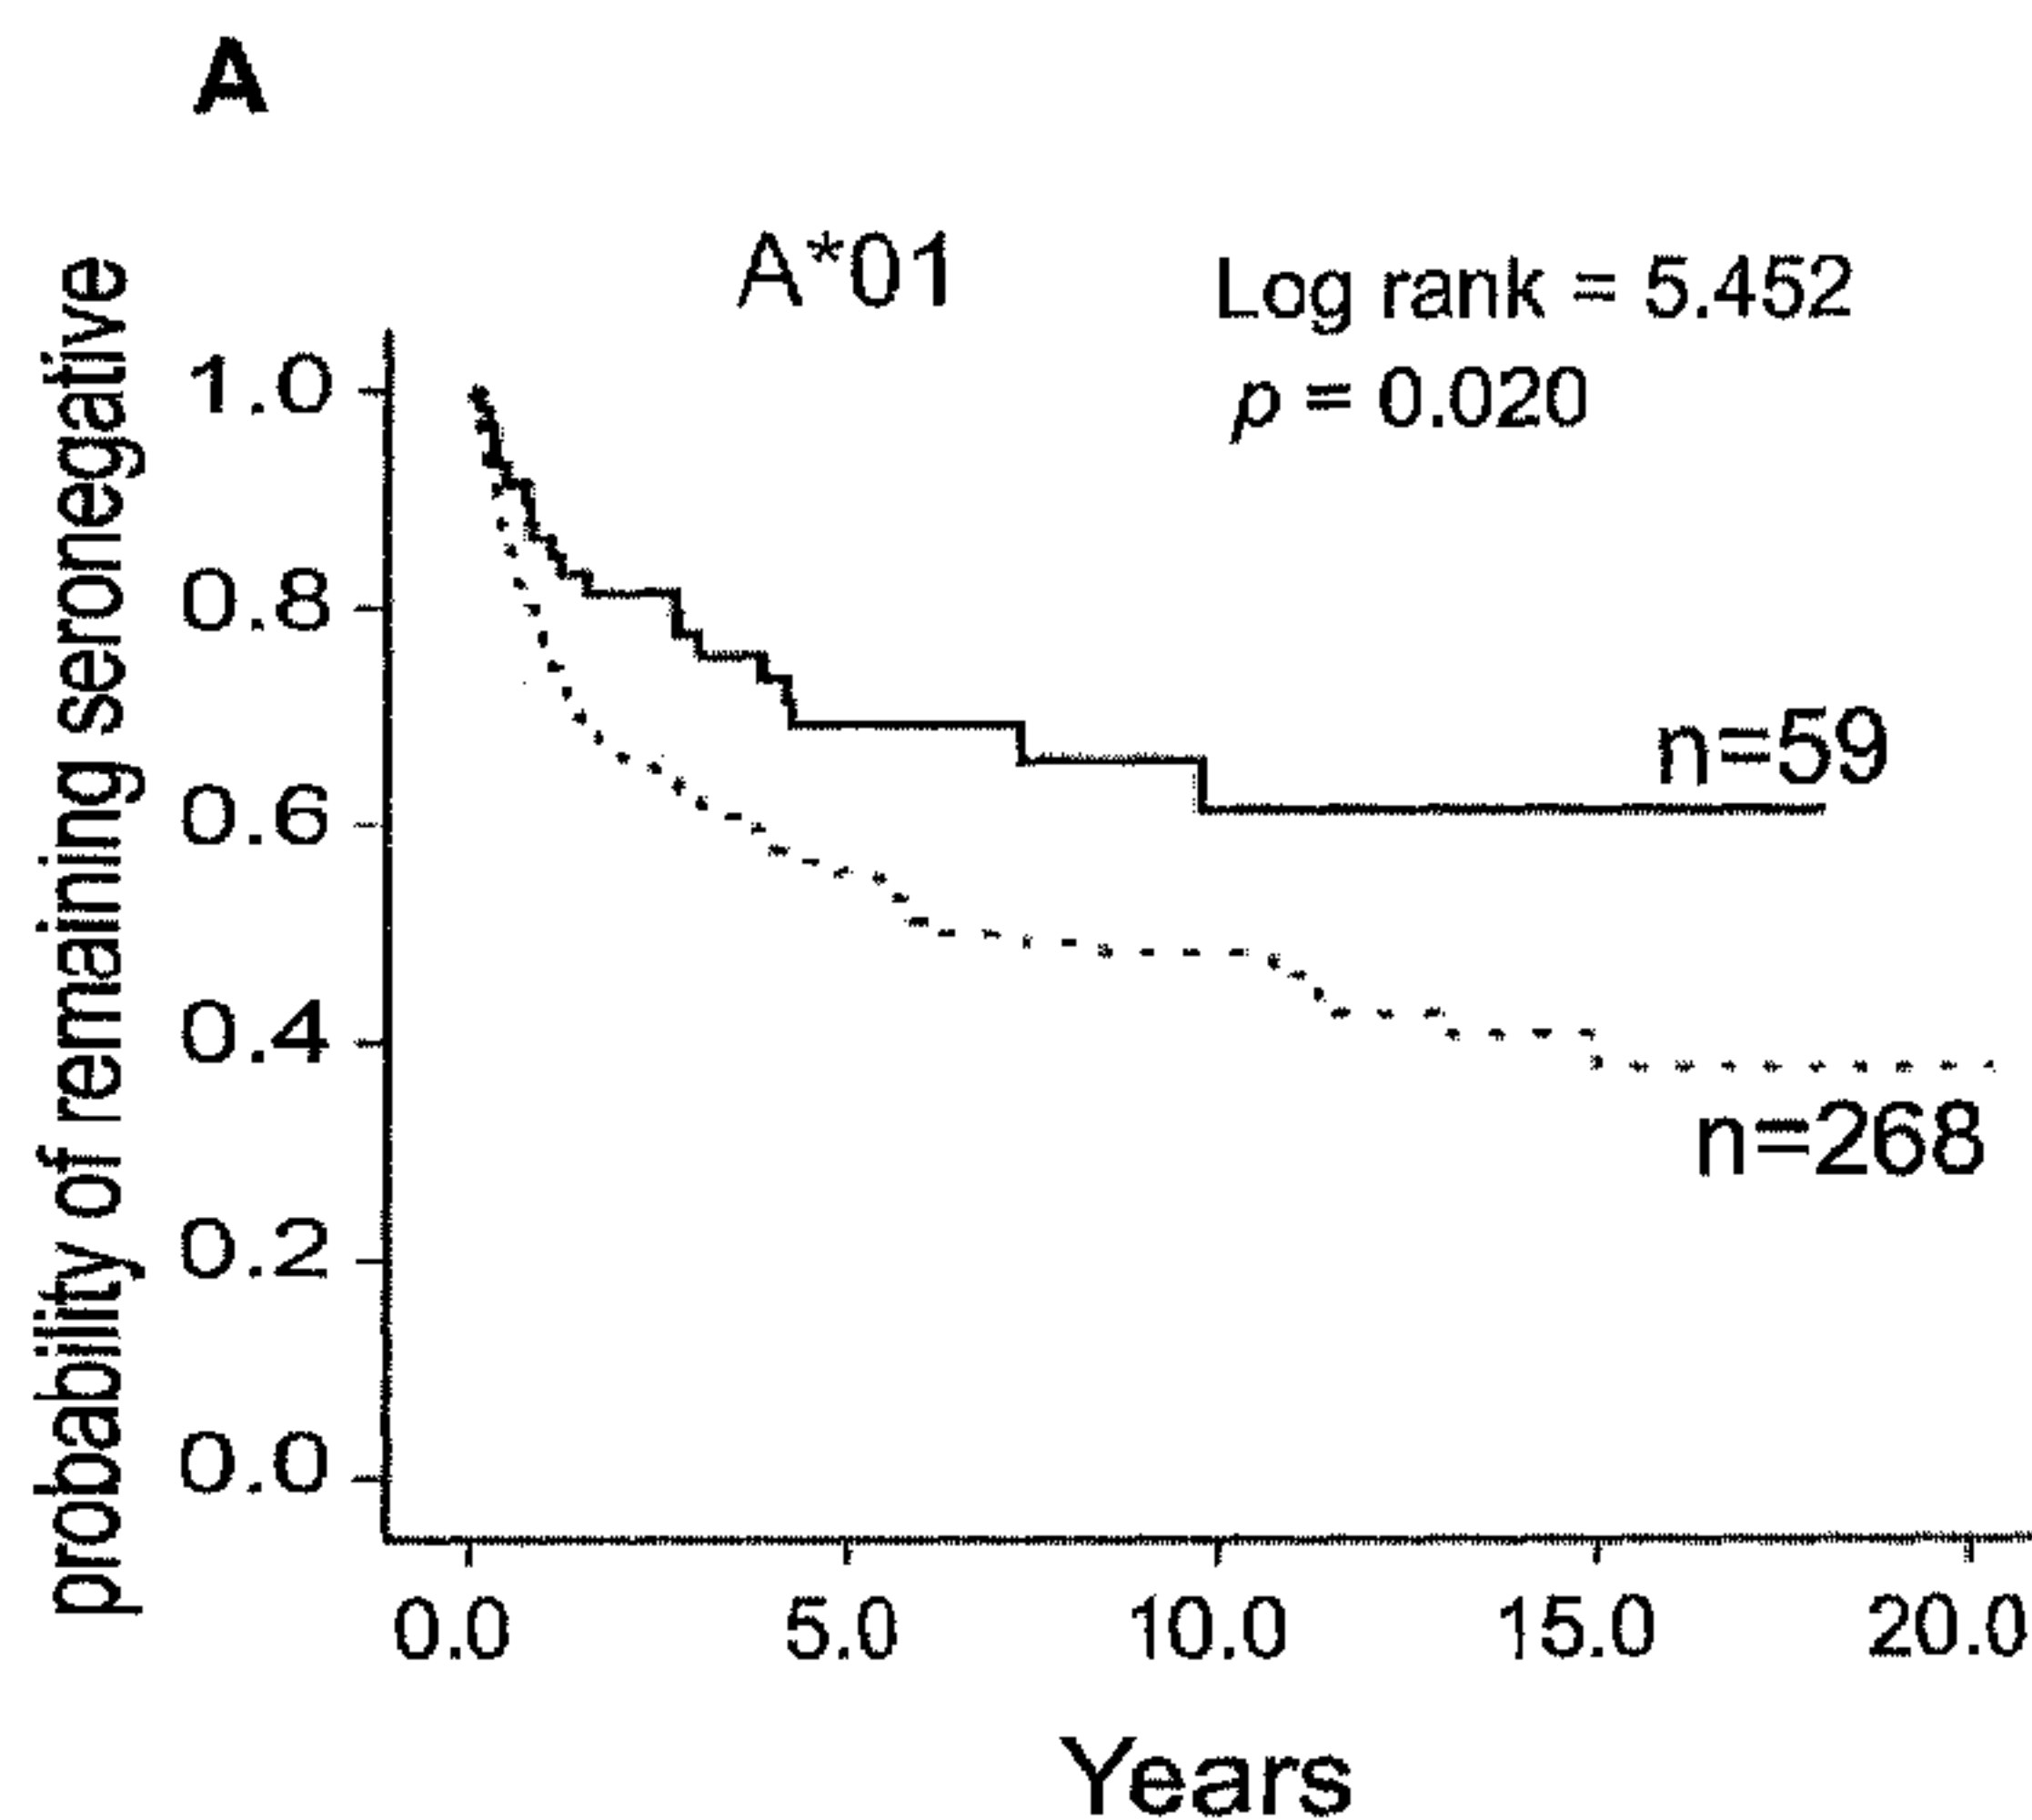 A
A*01
Log rank = 5.452
p = 0.020
probability of remaining seronegative
1.0
0.8
0.6
0.4
0.2
0.0
n=59
n=268
0.0 5.0 10.0 15.0 20.0
Years